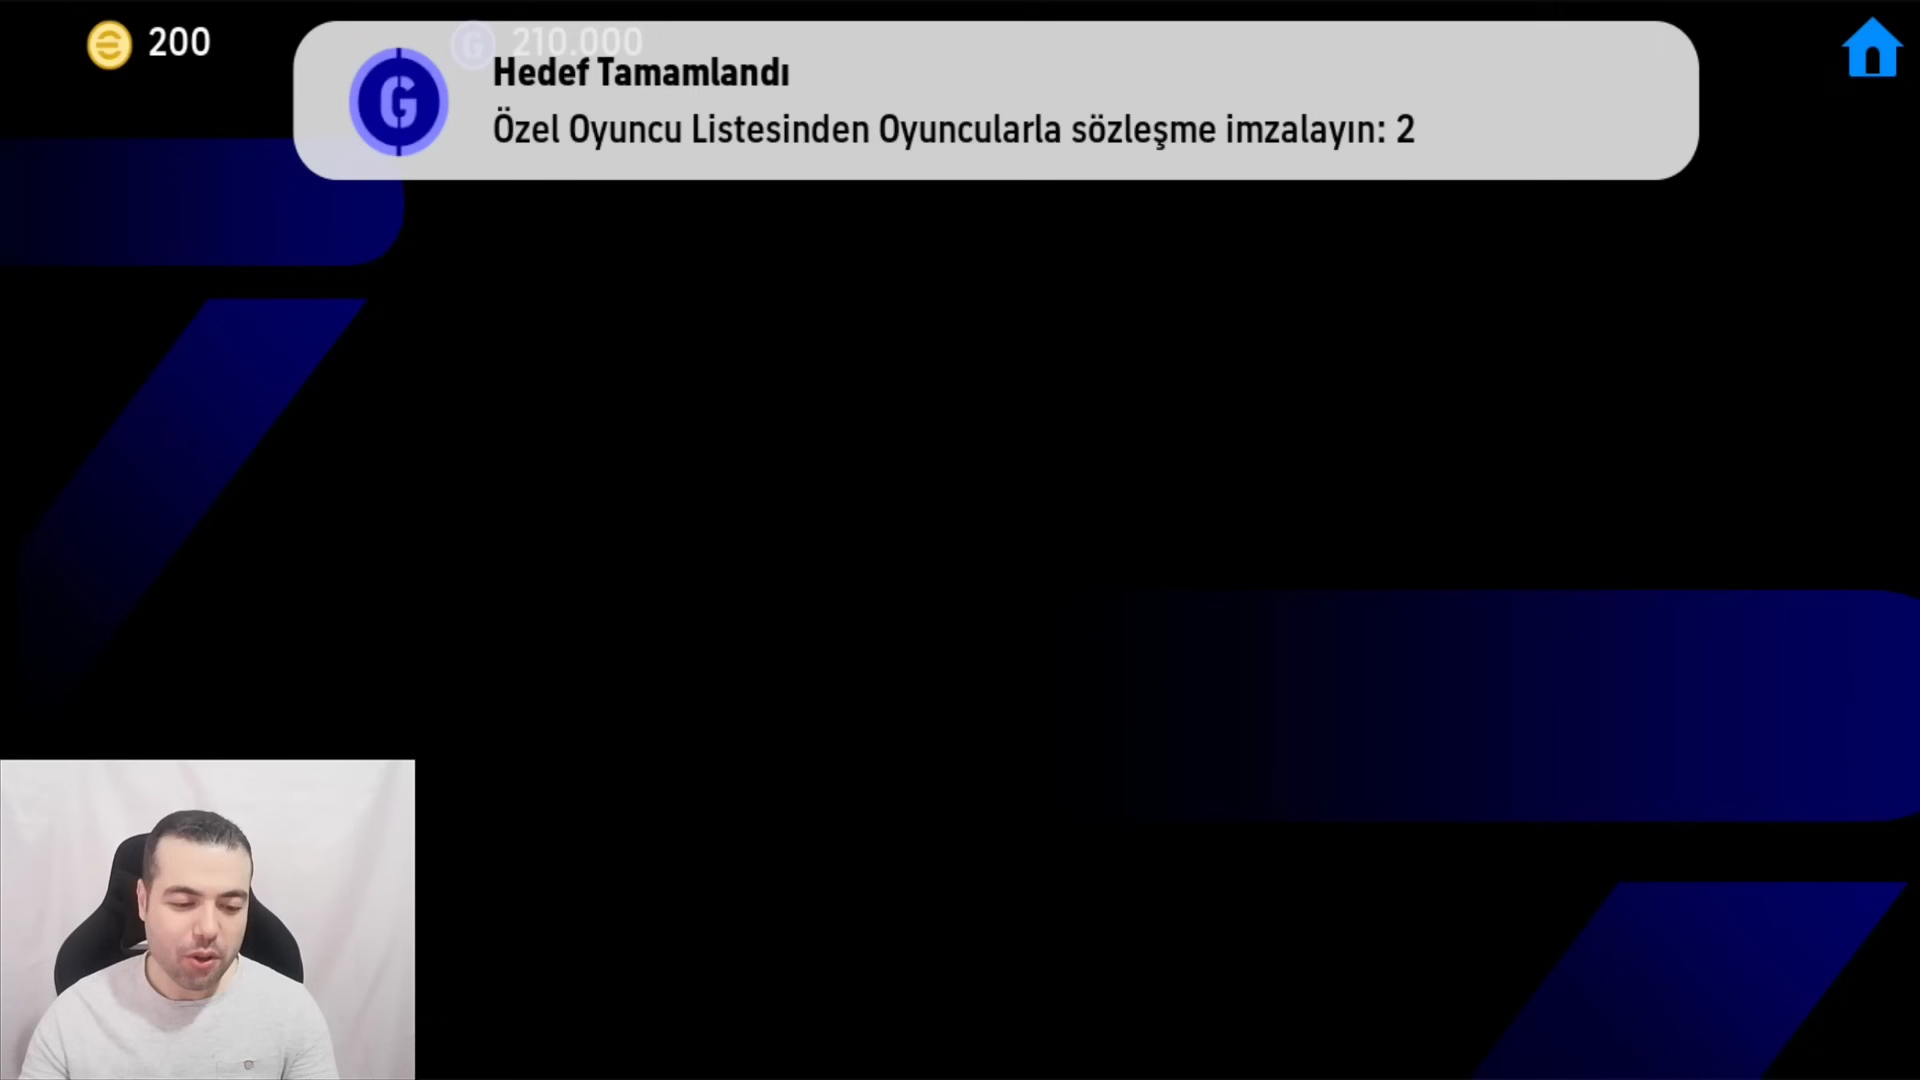 200
210.000
Hedef Tamamlandı
G
Özel Oyuncu Listesinden Oyuncularla sözleşme imzalayın: 2